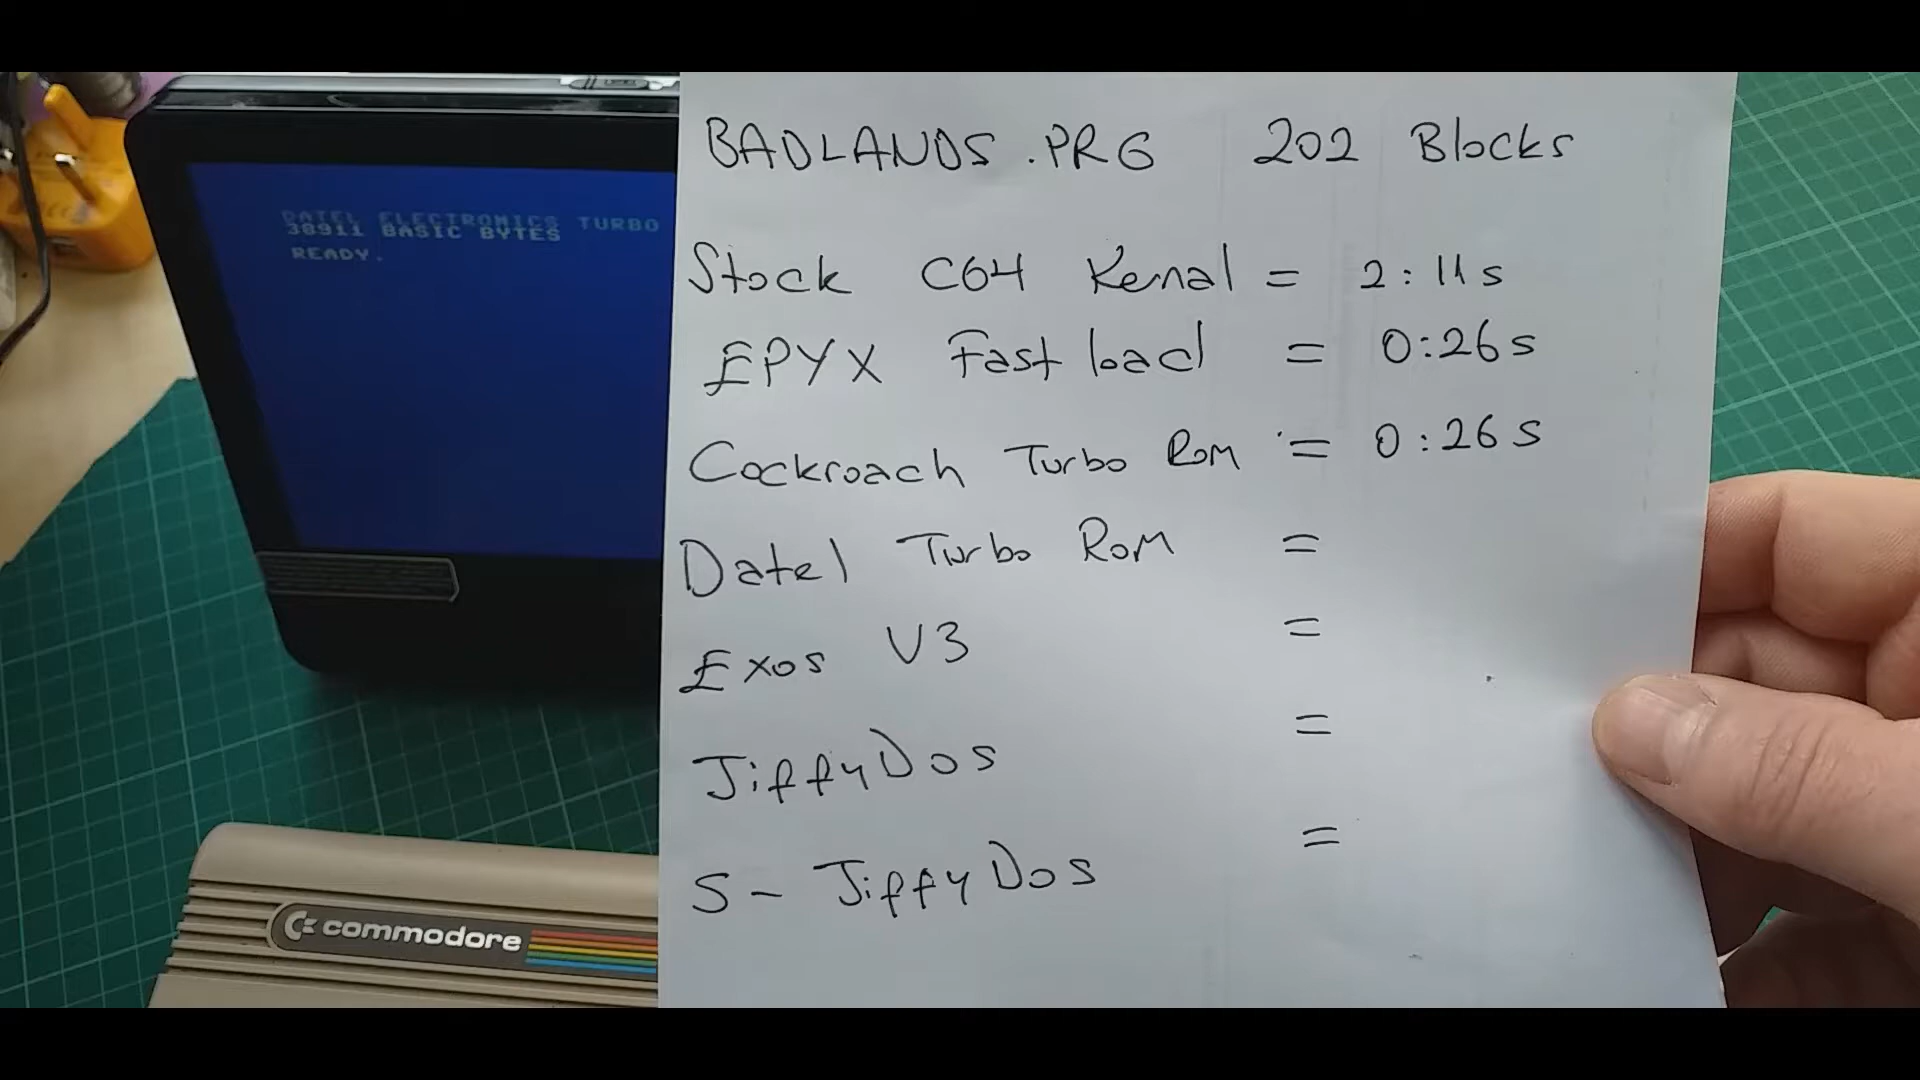 BADLANDS.PRG 202 Blocks
Stock C64 Kenal = 2:11s
EPYX Fast load = 0:26s
Cockroach Turbo Rom = 0:26s
Datel Turbo Rom =
Exos V3 =
JiffyDos =
S- JiffyDos =
DATEL ELECTRONICS TURBO
38911 BASIC BYTES
READY.
commodore